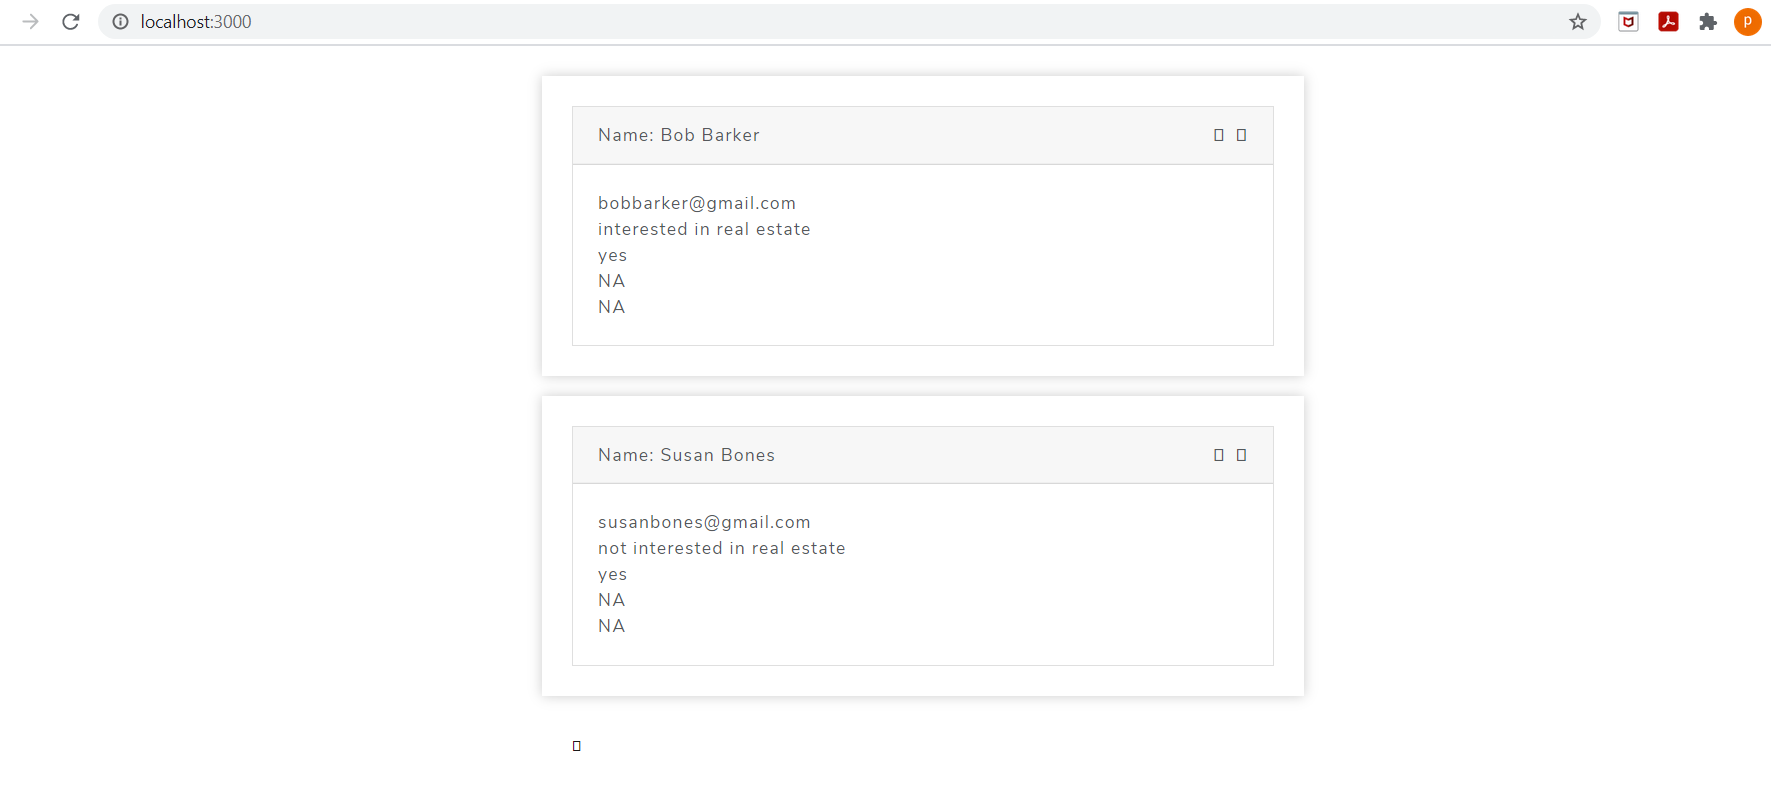 localhost:3000
p
Name: Bob Barker
bobbarker@gmail.com
interested in real estate
yes
NA
NA
Name: Susan Bones
susanbones@gmail.com
not interested in real estate
yes
NA
NA